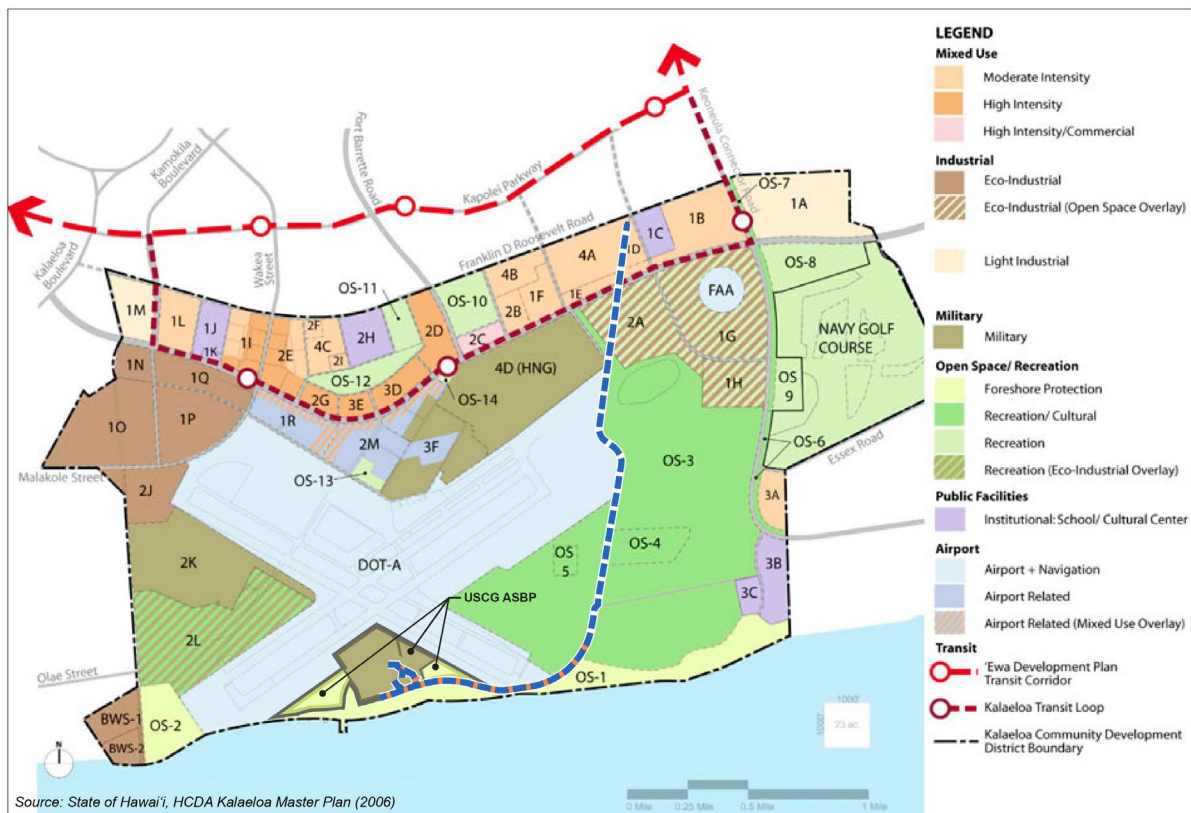 LEGEND
Mixed Use
Moderate Intensity
High Intensity
High Intensity/Commercial
Industrial
Eco-Industrial
Eco-Industrial (Open Space Overlay)
Light Industrial
Military
Military
Open Space/ Recreation
Foreshore Protection
Recreation/ Cultural
Recreation
Recreation (Eco-Industrial Overlay)
Public Facilities
Institutional: School/ Cultural Center
Airport
Airport + Navigation
Airport Related
Airport Related (Mixed Use Overlay)
Transit
'Ewa Development Plan
Transit Corridor
Kalaeloa Transit Loop
Kalaeloa Community Development
District Boundary
Kamokila
Boulevard
Fort Barrette Road
Kapolei Parkway
Keoneula Connector Road
Kalaeloa
Boulevard
Wakea
Street
Franklin D Roosevelt Road
OS-7
1A
1B
1C
1D
4A
4B
OS-8
OS-10
OS-11
1M
1L
1J
1K
1I
2E
2F
4C
2I
2H
2D
2C
2B
1F
1E
2A
FAA
1G
1H
NAVY GOLF
COURSE
OS
9
OS-6
Essex Road
1N
1Q
1P
1O
OS-12
2G
3E
3D
OS-14
4D (HNG)
1R
2M
3F
OS-13
Malakole Street
2J
2K
2L
DOT-A
OS-3
OS-4
OS
5
3A
3B
3C
USCG ASBP
Olae Street
OS-1
OS-2
BWS-1
BWS-2
N
1000'
1000'
23 ac.
0 Mile
0.25 Mile
0.5 Mile
1 Mile
Source: State of Hawai‘i, HCDA Kalaeloa Master Plan (2006)